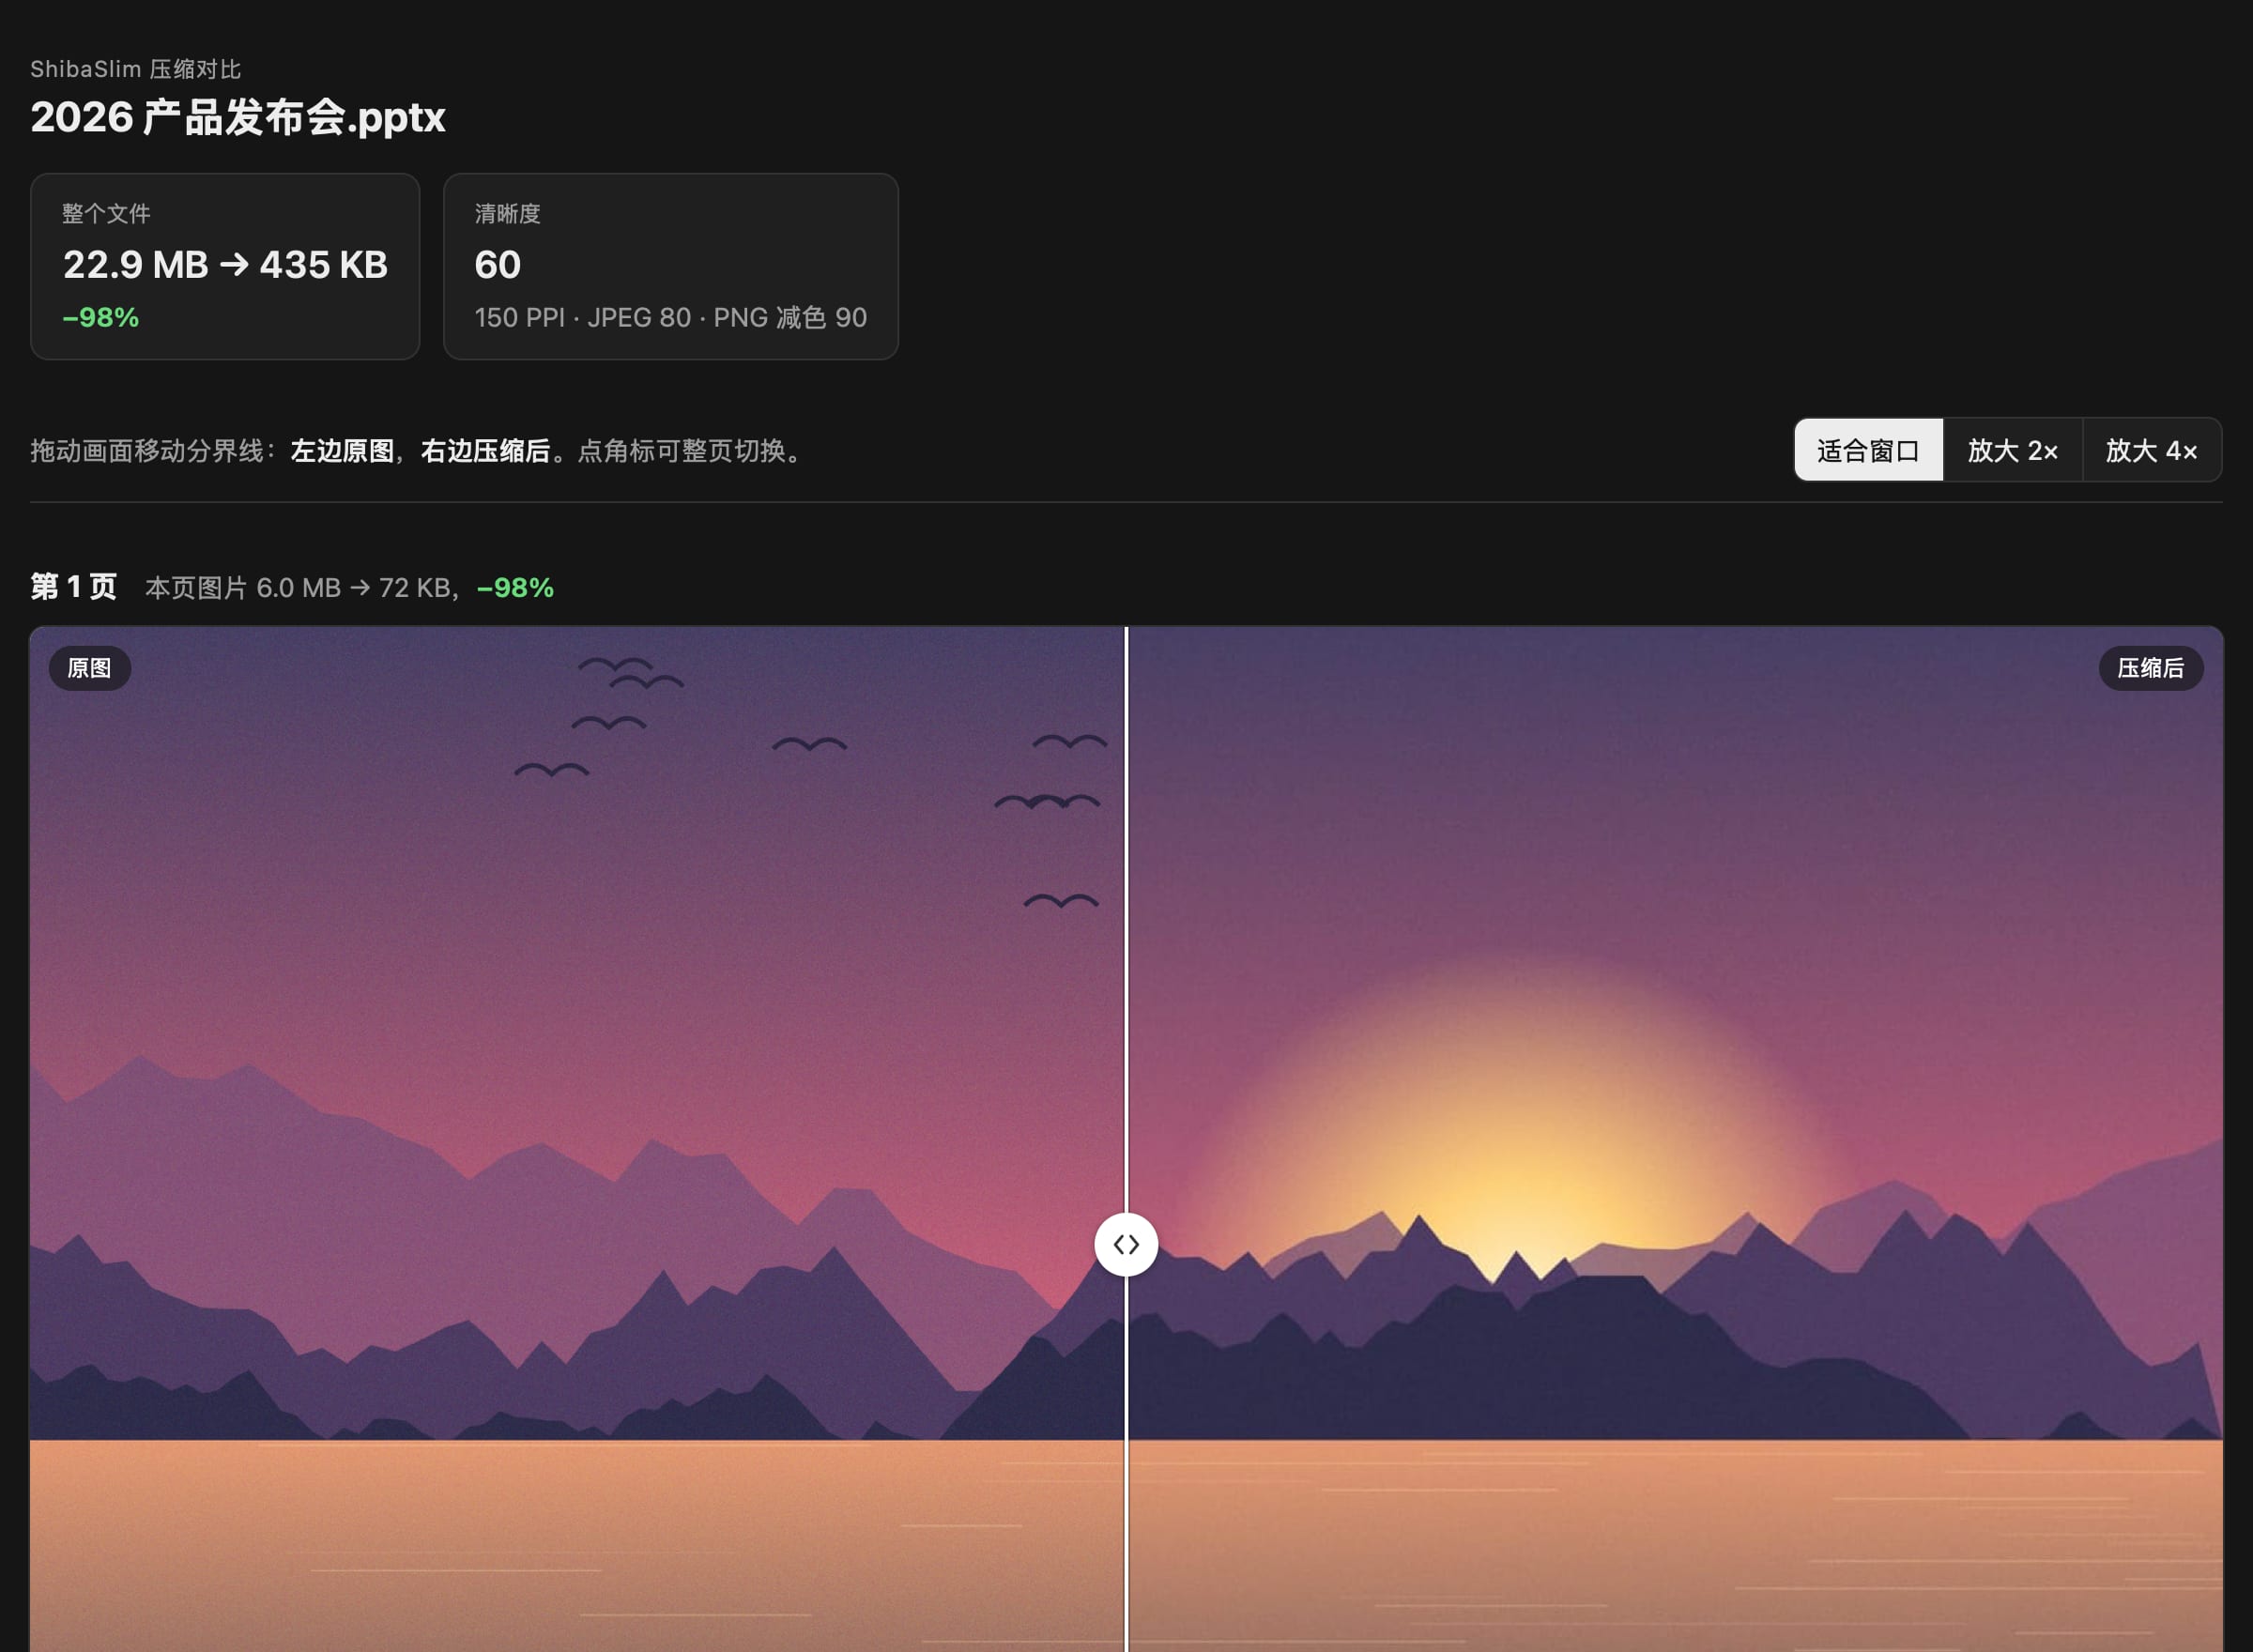 ShibaSlim 压缩对比
2026 产品发布会.pptx
整个文件
22.9 MB → 435 KB
−98%
清晰度
60
150 PPI · JPEG 80 · PNG 减色 90
拖动画面移动分界线：左边原图，右边压缩后。点角标可整页切换。
适合窗口
放大 2×
放大 4×
第 1 页 本页图片 6.0 MB → 72 KB，−98%
原图
压缩后